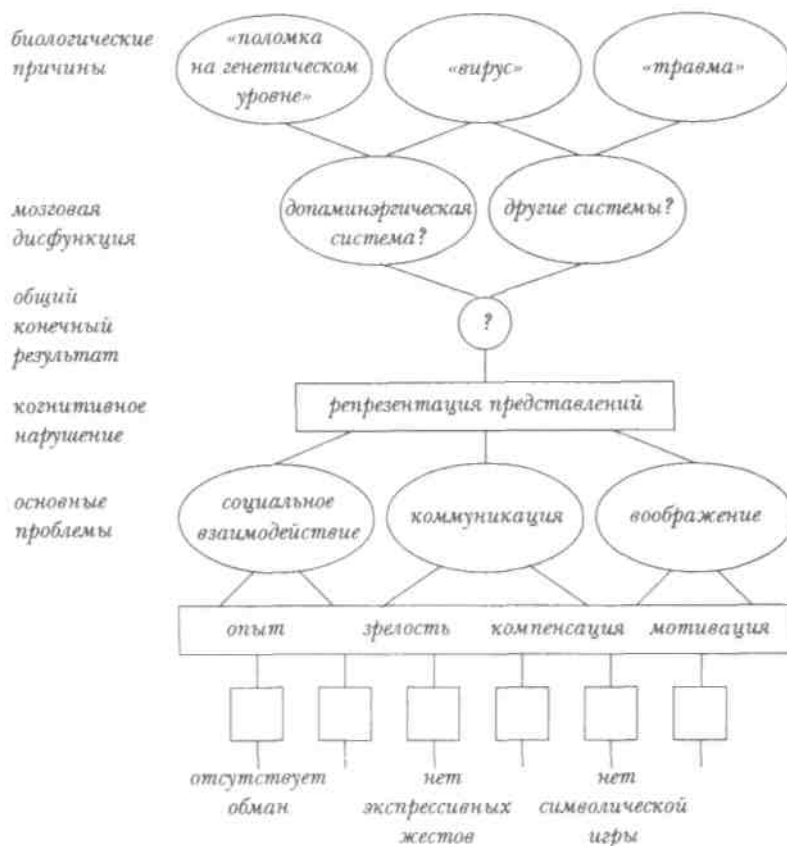 биологические
причины
«поломка
на генетическом
уровне»
«вирус»
«травма»
мозговая
дисфункция
допаминэргическая
система?
другие системы?
общий
конечный
результат
?
когнитивное
нарушение
репрезентация представлений
основные
проблемы
социальное
взаимодействие
коммуникация
воображение
опыт зрелость компенсация мотивация
отсутствует
обман
нет
экспрессивных
жестов
нет
символической
игры